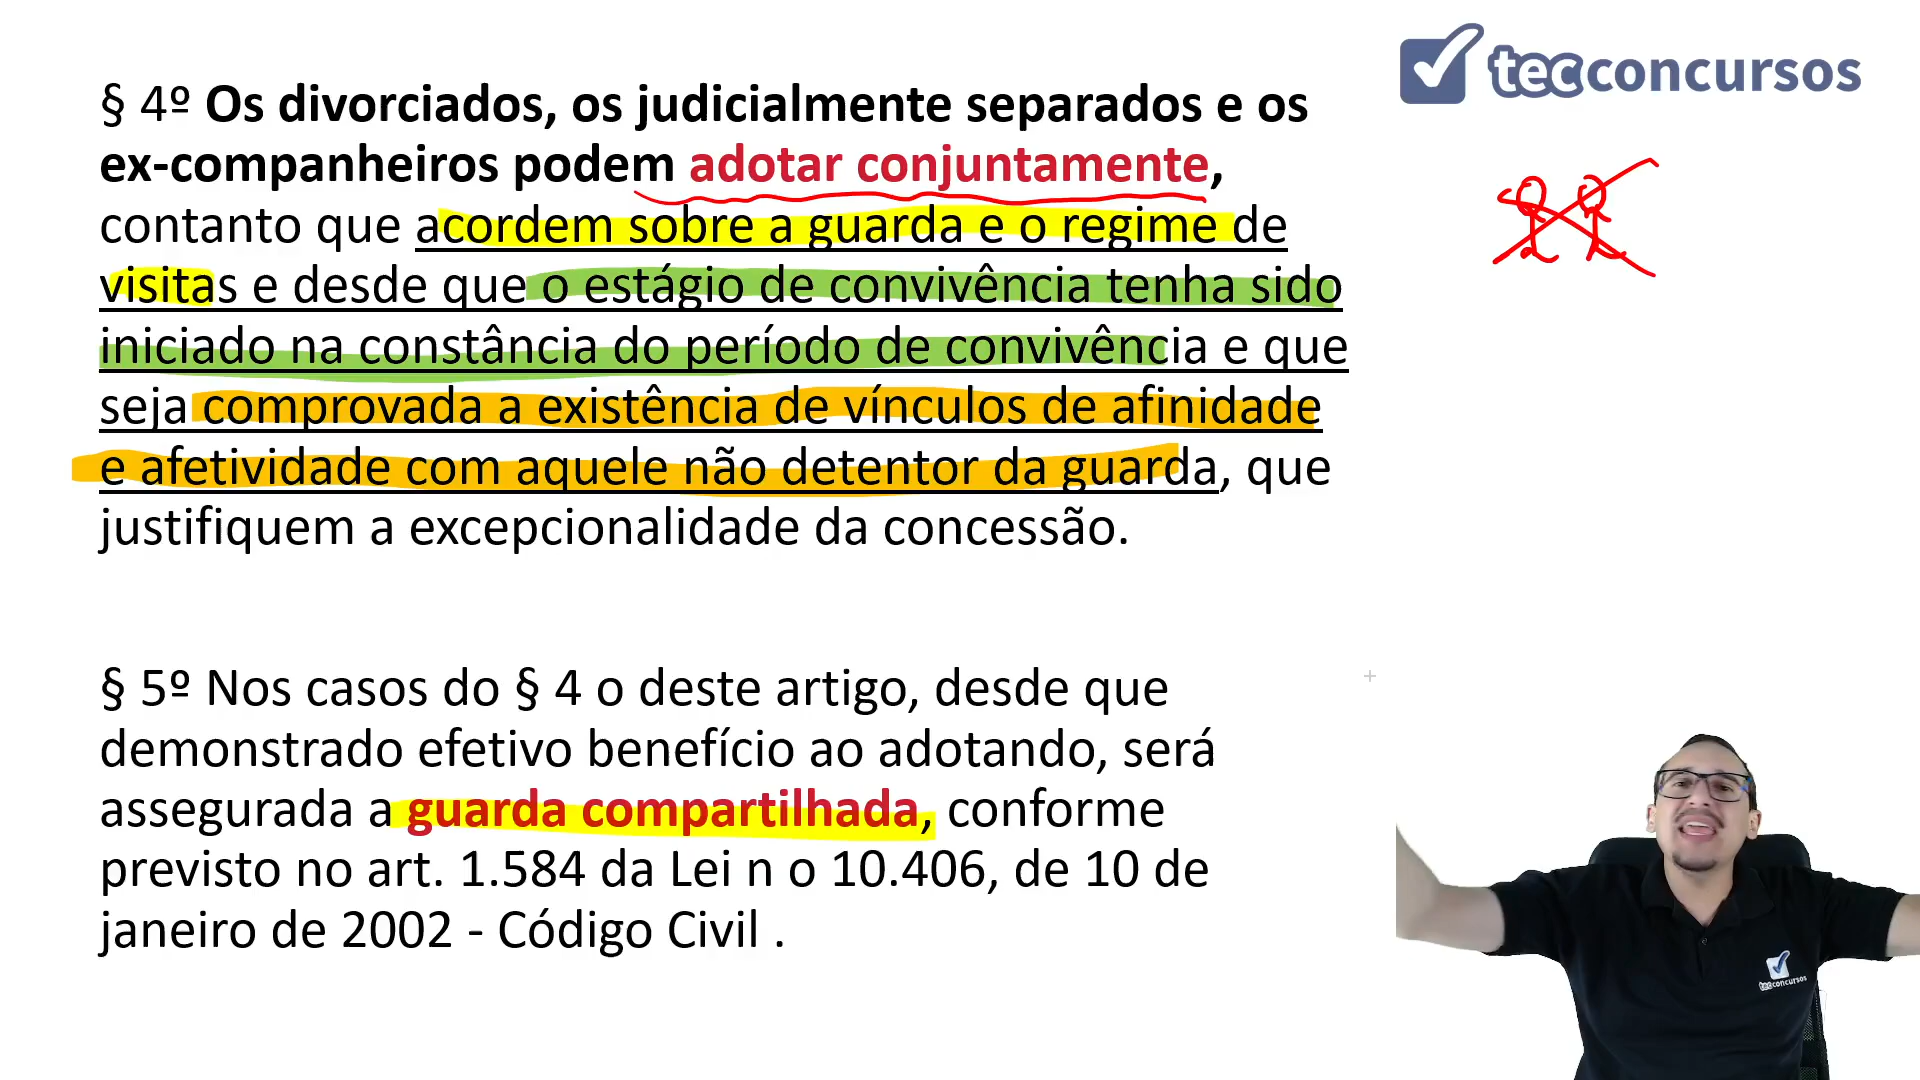 tecconcursos
§ 4º Os divorciados, os judicialmente separados e os
ex-companheiros podem adotar conjuntamente,
contanto que acordem sobre a guarda e o regime de
visitas e desde que o estágio de convivência tenha sido
iniciado na constância do período de convivência e que
seja comprovada a existência de vínculos de afinidade
e afetividade com aquele não detentor da guarda, que
justifiquem a excepcionalidade da concessão.
§ 5º Nos casos do § 4 o deste artigo, desde que
demonstrado efetivo benefício ao adotando, será
assegurada a guarda compartilhada, conforme
previsto no art. 1.584 da Lei n o 10.406, de 10 de
janeiro de 2002 - Código Civil .
tecconcursos